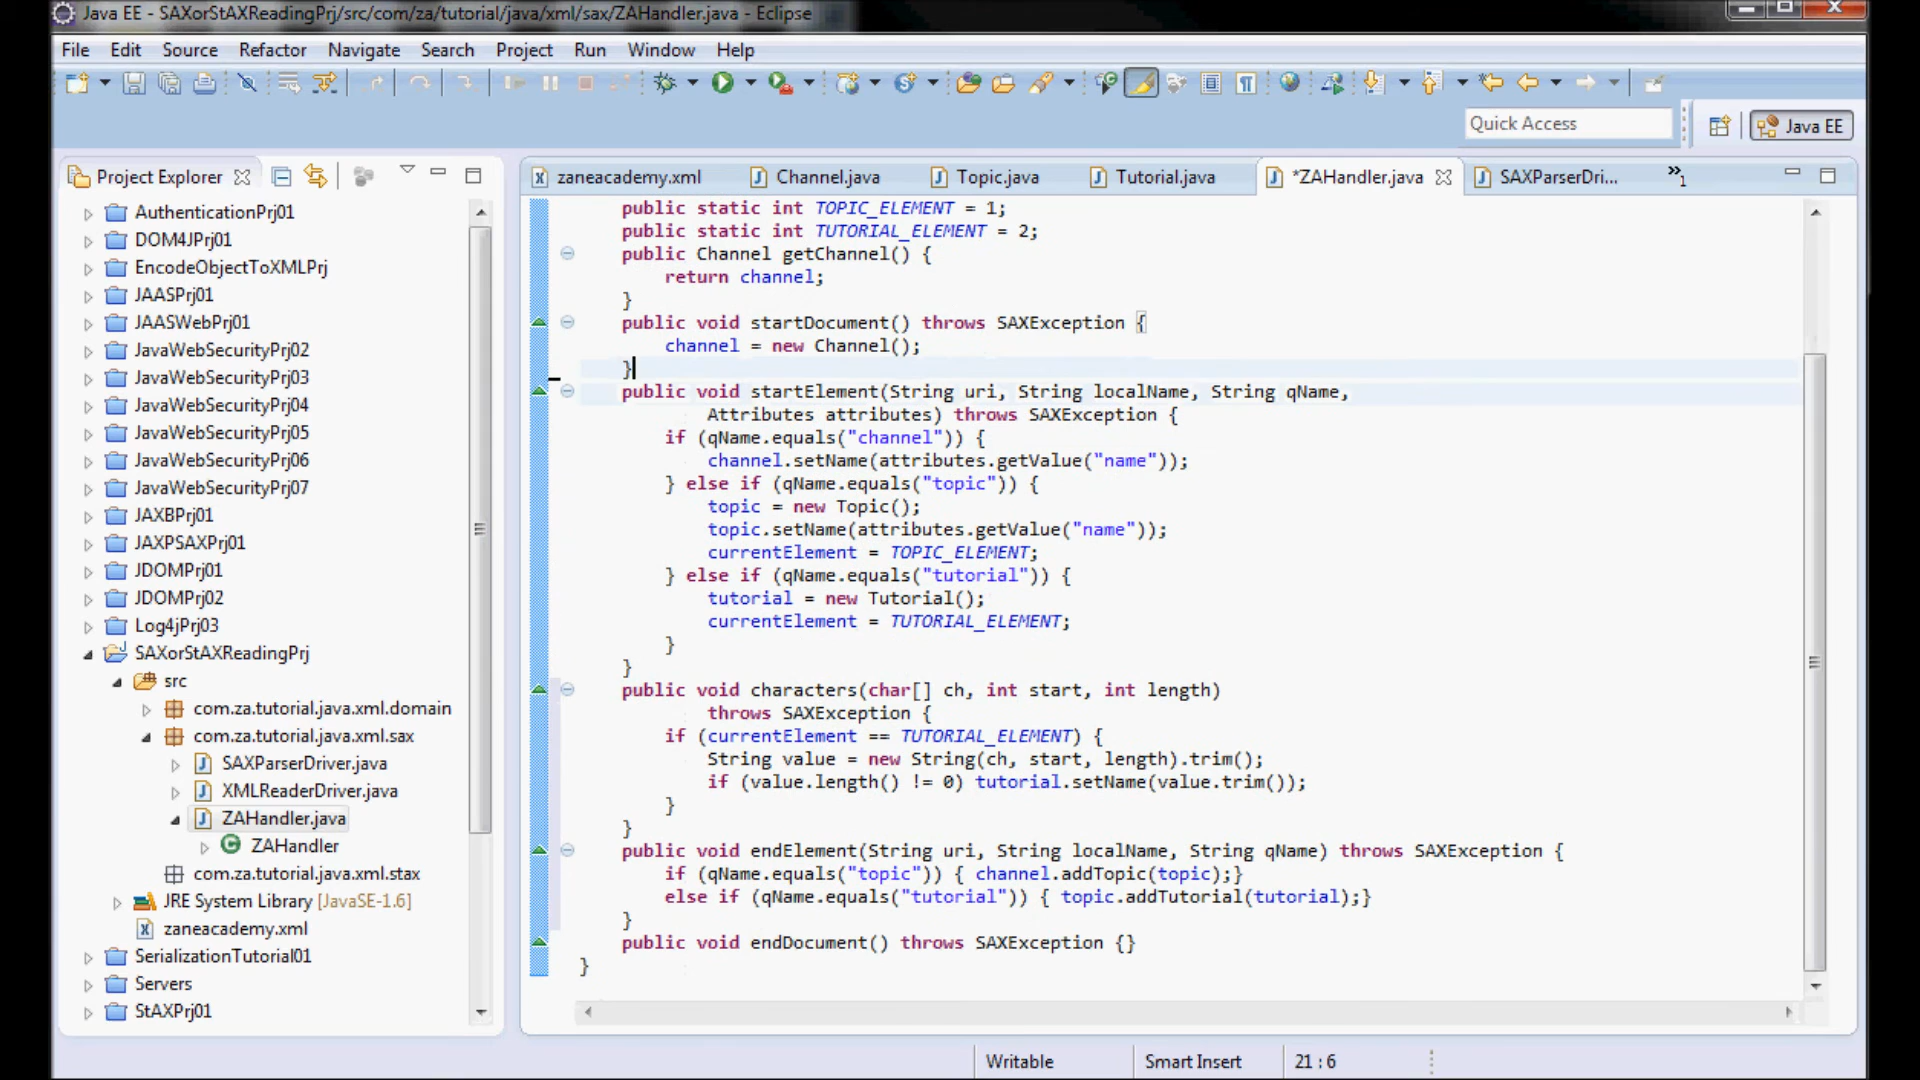 Java EE - SAXorStAXReadingPrj/src/com/za/tutorial/java/xml/sax/ZAHandler.java - Eclipse
File Edit Source Refactor Navigate Search Project Run Window Help
Quick Access
Java EE
Project Explorer
zaneacademy.xml
Channel.java
Topic.java
Tutorial.java
*ZAHandler.java
SAXParserDri...
»1
AuthenticationPrj01
DOM4JPrj01
EncodeObjectToXMLPrj
JAASPrj01
JAASWebPrj01
JavaWebSecurityPrj02
JavaWebSecurityPrj03
JavaWebSecurityPrj04
JavaWebSecurityPrj05
JavaWebSecurityPrj06
JavaWebSecurityPrj07
JAXBPrj01
JAXPSAXPrj01
JDOMPrj01
JDOMPrj02
Log4jPrj03
SAXorStAXReadingPrj
src
com.za.tutorial.java.xml.domain
com.za.tutorial.java.xml.sax
SAXParserDriver.java
XMLReaderDriver.java
ZAHandler.java
ZAHandler
com.za.tutorial.java.xml.stax
JRE System Library [JavaSE-1.6]
zaneacademy.xml
SerializationTutorial01
Servers
StAXPrj01
public static int TOPIC_ELEMENT = 1;
public static int TUTORIAL_ELEMENT = 2;
public Channel getChannel() {
return channel;
}
public void startDocument() throws SAXException {
channel = new Channel();
}
public void startElement(String uri, String localName, String qName,
Attributes attributes) throws SAXException {
if (qName.equals("channel")) {
channel.setName(attributes.getValue("name"));
} else if (qName.equals("topic")) {
topic = new Topic();
topic.setName(attributes.getValue("name"));
currentElement = TOPIC_ELEMENT;
} else if (qName.equals("tutorial")) {
tutorial = new Tutorial();
currentElement = TUTORIAL_ELEMENT;
}
}
public void characters(char[] ch, int start, int length)
throws SAXException {
if (currentElement == TUTORIAL_ELEMENT) {
String value = new String(ch, start, length).trim();
if (value.length() != 0) tutorial.setName(value.trim());
}
}
public void endElement(String uri, String localName, String qName) throws SAXException {
if (qName.equals("topic")) { channel.addTopic(topic);}
else if (qName.equals("tutorial")) { topic.addTutorial(tutorial);}
}
public void endDocument() throws SAXException {}
}
Writable
Smart Insert
21 : 6